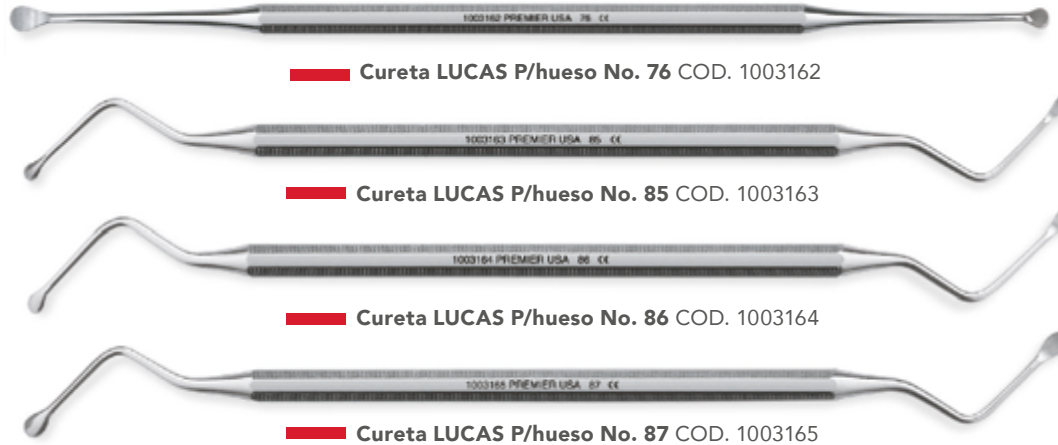 1003162 PREMIER USA 76 CE
Cureta LUCAS P/hueso No. 76 COD. 1003162
1003163 PREMIER USA 85 CE
Cureta LUCAS P/hueso No. 85 COD. 1003163
1003164 PREMIER USA 86 CE
Cureta LUCAS P/hueso No. 86 COD. 1003164
1003165 PREMIER USA 87 CE
Cureta LUCAS P/hueso No. 87 COD. 1003165